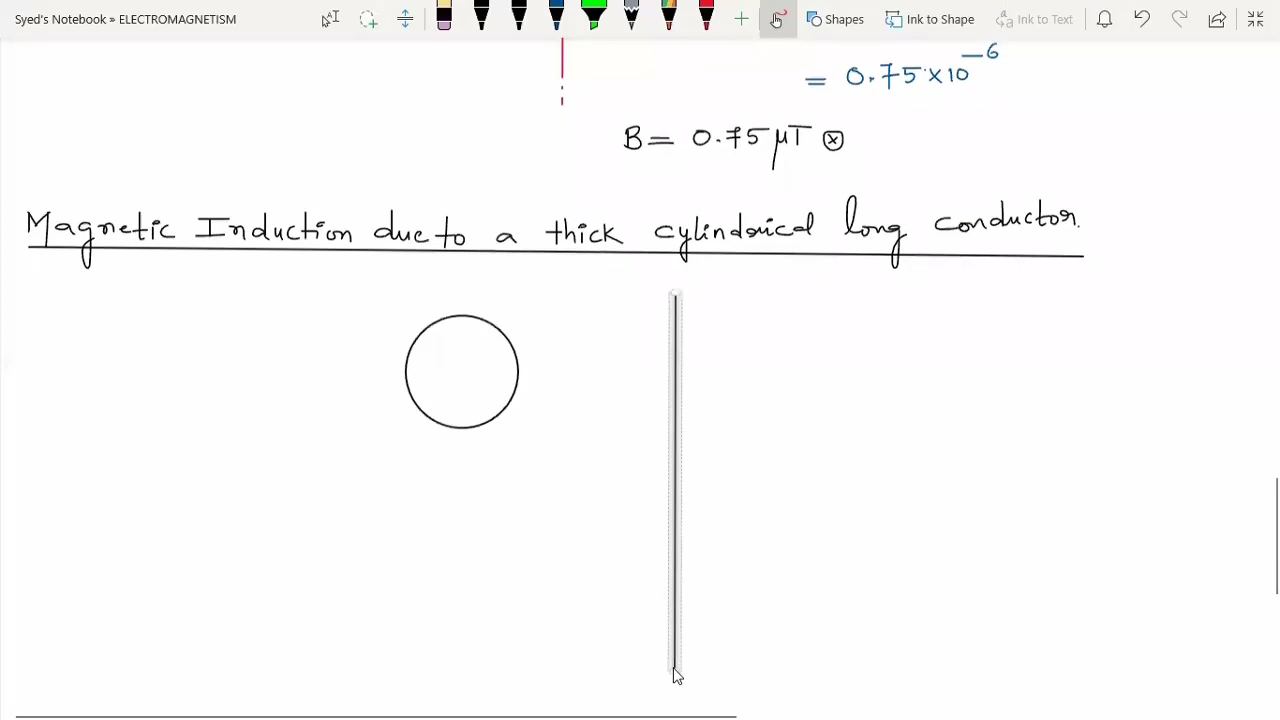 Syed's Notebook » ELECTROMAGNETISM Shapes Ink to Shape Ink to Text
= 0.75×10⁻⁶
B = 0.75 μT ⊗
Magnetic Induction due to a thick cylindrical long conductor.